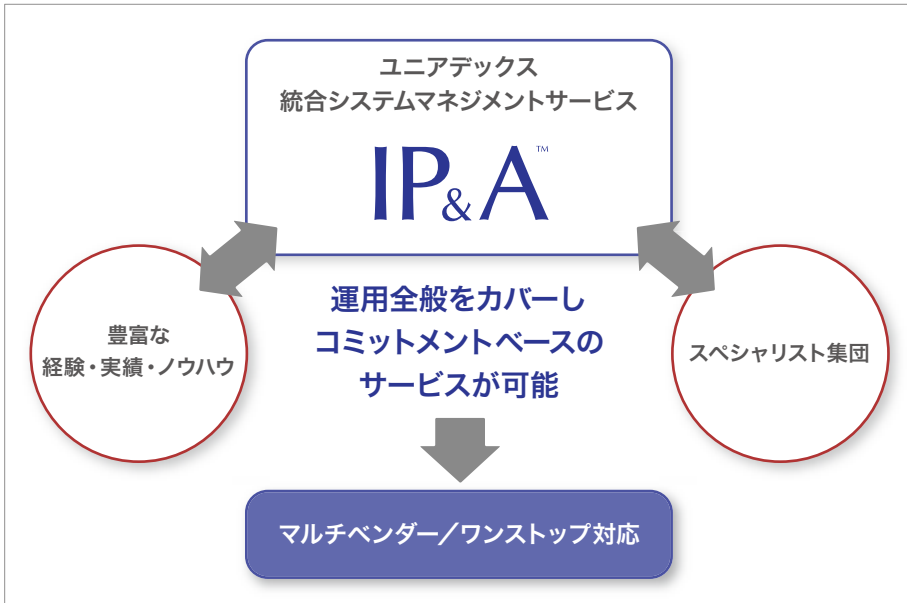 ユニアデックス
統合システムマネジメントサービス
IP&A™
豊富な
経験・実績・ノウハウ
運用全般をカバーし
コミットメントベースの
サービスが可能
スペシャリスト集団
マルチベンダー／ワンストップ対応